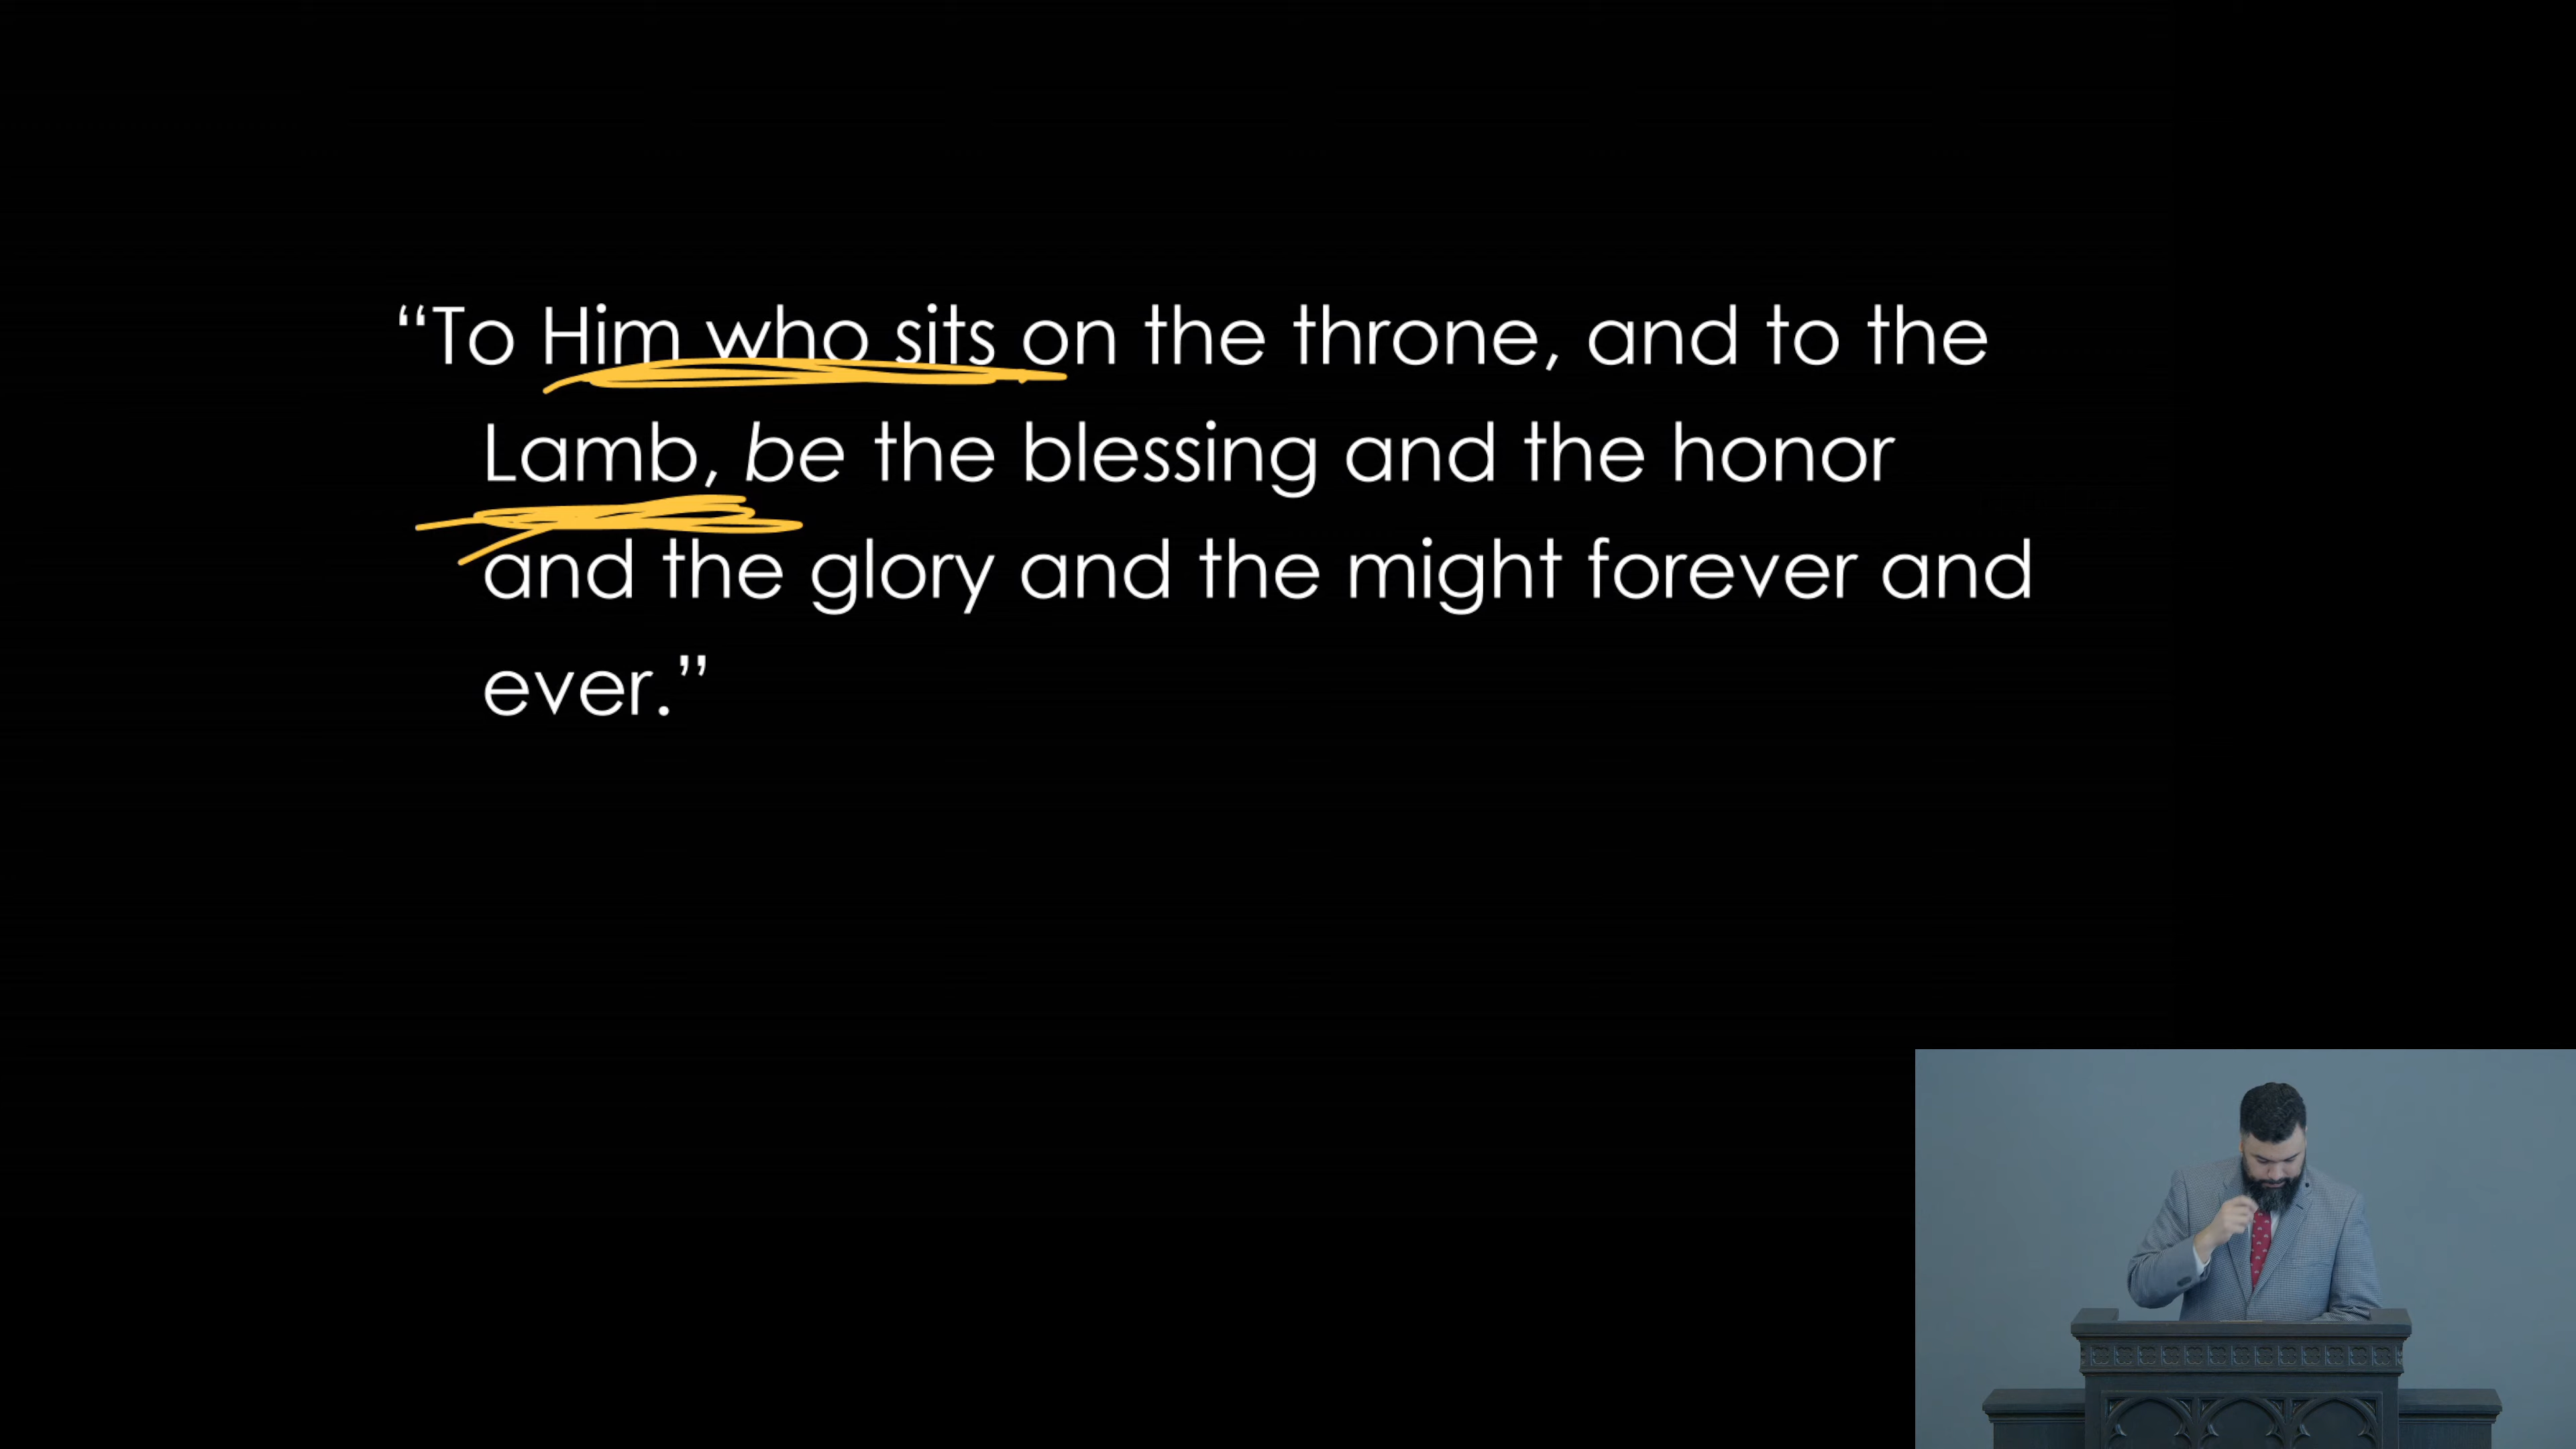 “To Him who sits on the throne, and to the
Lamb, be the blessing and the honor
and the glory and the might forever and
ever.”